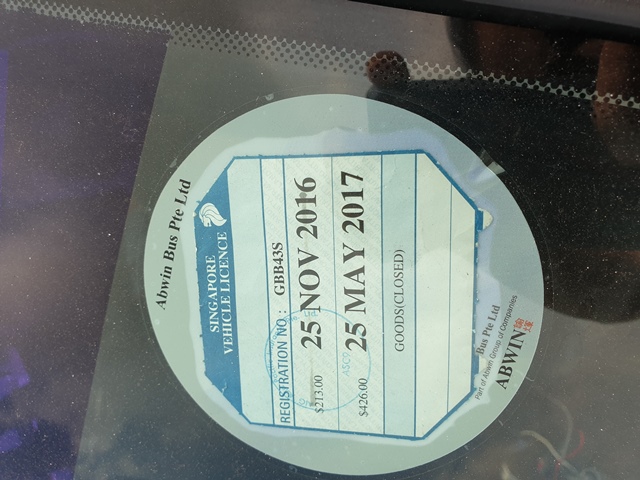 Abwin Bus Pte Ltd
SINGAPORE
VEHICLE LICENCE
REGISTRATION NO.: GBB43S
$213.00 25 NOV 2016
$426.00 25 MAY 2017
GOODS(CLOSED)
Bus Pte Ltd
Part of Abwin Group of Companies
ABWIN